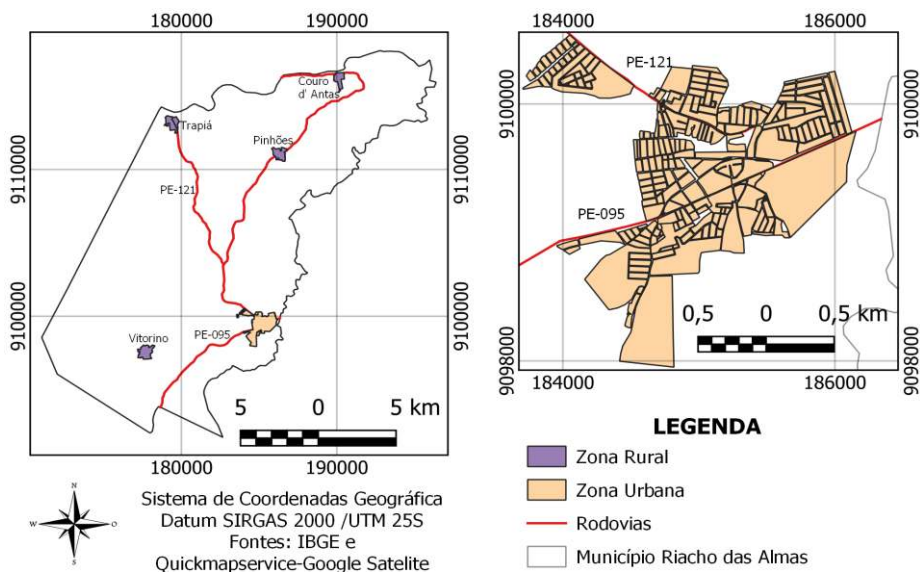 180000
190000
Couro
d' Antas
Trapiá
Pinhões
9110000
9110000
PE-121
9100000
9100000
PE-095
Vitorino
5
0
5 km
180000
190000
N
W
O
S
Sistema de Coordenadas Geográfica
Datum SIRGAS 2000 /UTM 25S
Fontes: IBGE e
Quickmapservice-Google Satelite
184000
186000
PE-121
9100000
9100000
PE-095
0,5
0
0,5 km
9098000
9098000
184000
186000
LEGENDA
Zona Rural
Zona Urbana
Rodovias
Município Riacho das Almas